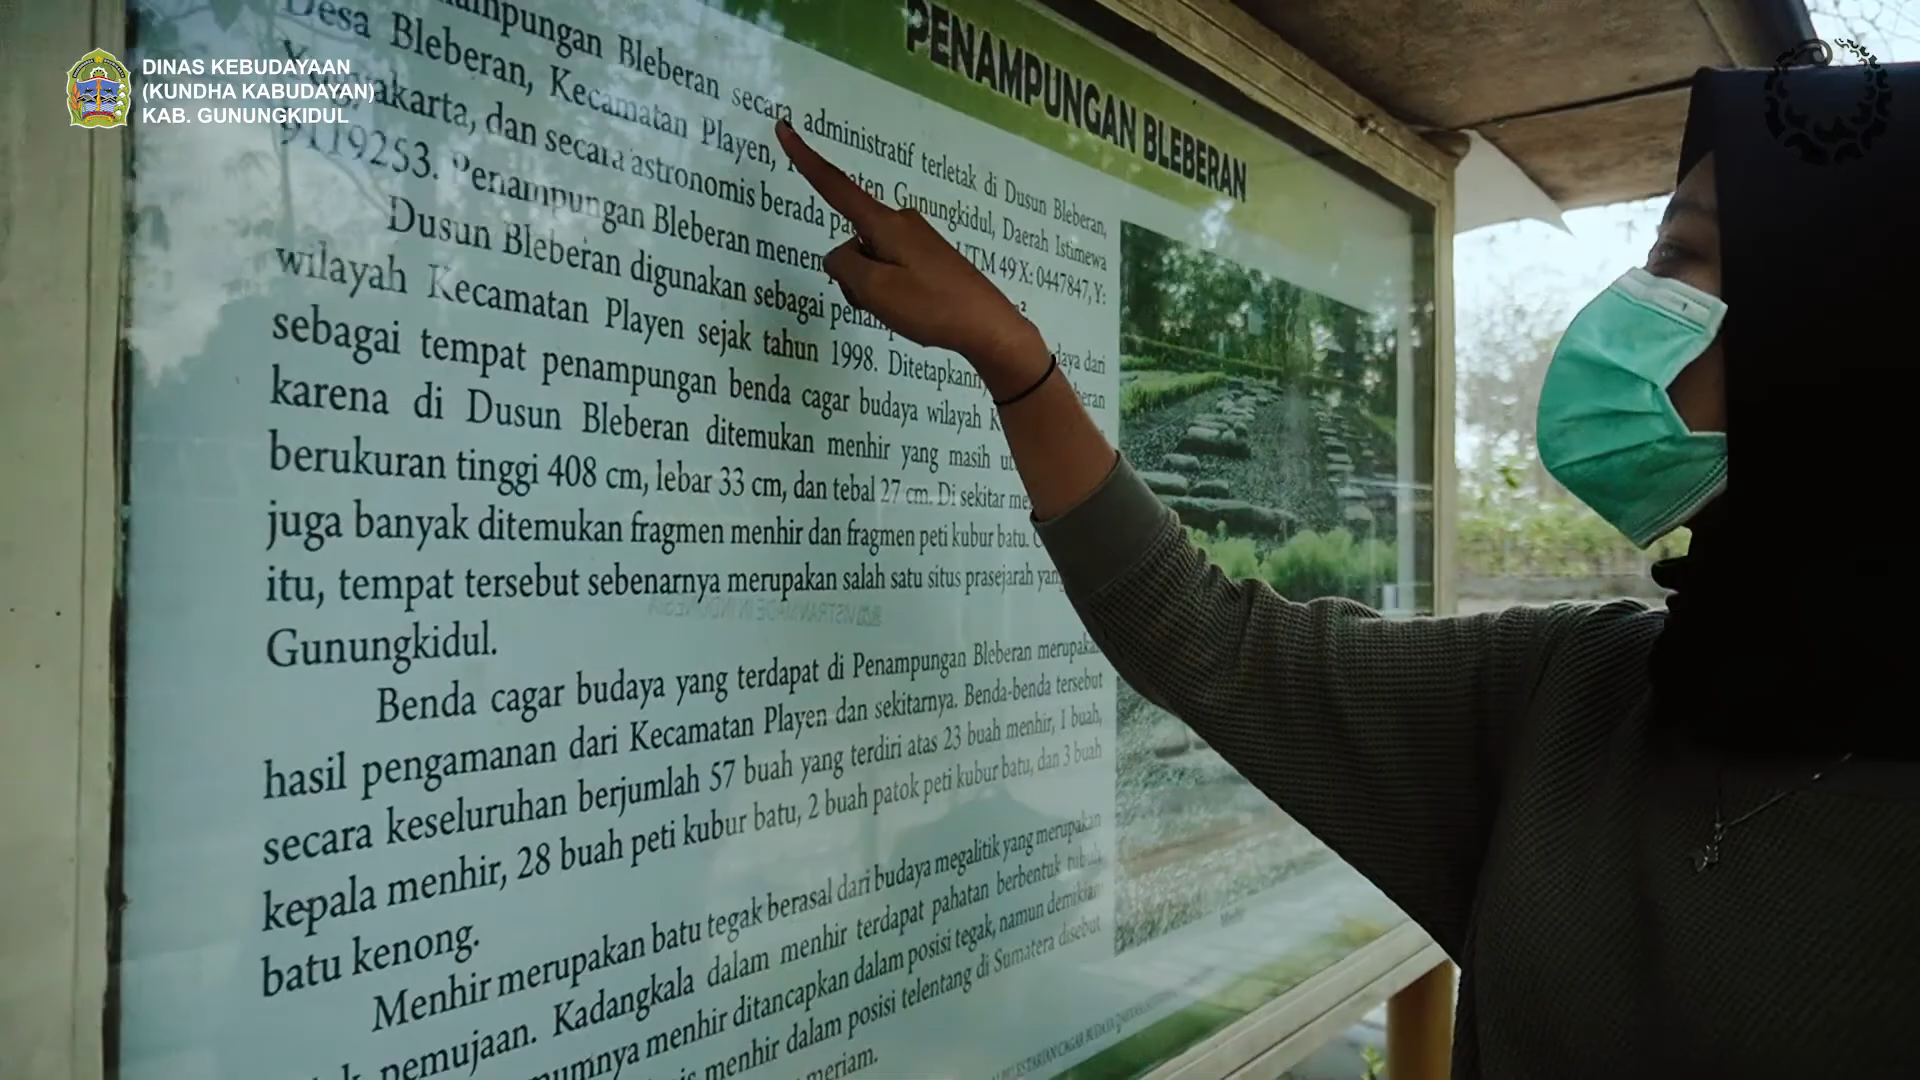 DINAS KEBUDAYAAN
(KUNDHA KABUDAYAN)
KAB. GUNUNGKIDUL
PENAMPUNGAN BLEBERAN
Bleberan secara administratif terletak di Dusun Bleberan,
Desa Bleberan, Kecamatan Playen, Gunungkidul, Daerah Istimewa
Yogyakarta, dan secara astronomis berada UTM 49 X: 0447847, Y:
9119253. Penampungan Bleberan
Dusun Bleberan digunakan sebagai dari
wilayah Kecamatan Playen sejak tahun 1998.
sebagai tempat penampungan benda cagar budaya wilayah
karena di Dusun Bleberan ditemukan menhir yang masih
berukuran tinggi 408 cm, lebar 33 cm, dan tebal 27 cm. Di sekitar
juga banyak ditemukan fragmen menhir dan fragmen peti kubur batu.
itu, tempat tersebut sebenarnya merupakan salah satu situs prasejarah
Gunungkidul.
Benda cagar budaya yang terdapat di Penampungan Bleberan merupakan
hasil pengamanan dari Kecamatan Playen dan sekitarnya. Benda-benda tersebut
secara keseluruhan berjumlah 57 buah yang terdiri atas 23 buah menhir, 1 buah,
kepala menhir, 28 buah peti kubur batu, 2 buah patok peti kubur batu, dan 3 buah
batu kenong.
Menhir merupakan batu tegak berasal dari budaya megalitik yang merupakan
pemujaan. Kadangkala dalam menhir terdapat pahatan berbentuk tubuh
menhir ditancapkan dalam posisi tegak, namun demikian
menhir dalam posisi telentang di Sumatera disebut